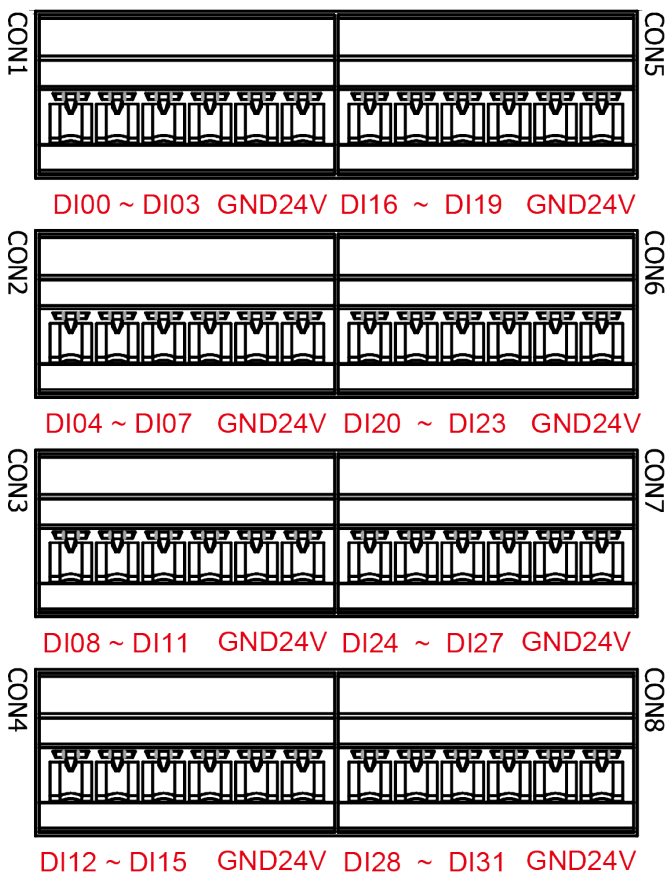 CON1
CON5
DI00 ~ DI03 GND24V DI16 ~ DI19 GND24V
CON2
CON6
DI04 ~ DI07 GND24V DI20 ~ DI23 GND24V
CON3
CON7
DI08 ~ DI11 GND24V DI24 ~ DI27 GND24V
CON4
CON8
DI12 ~ DI15 GND24V DI28 ~ DI31 GND24V